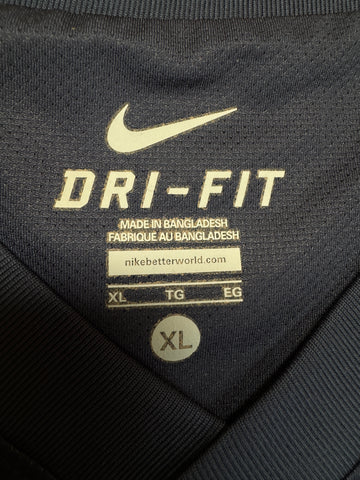 DRI-FIT
MADE IN BANGLADESH
FABRIQUE AU BANGLADESH
nikebetterworld.com
XL TG EG
XL